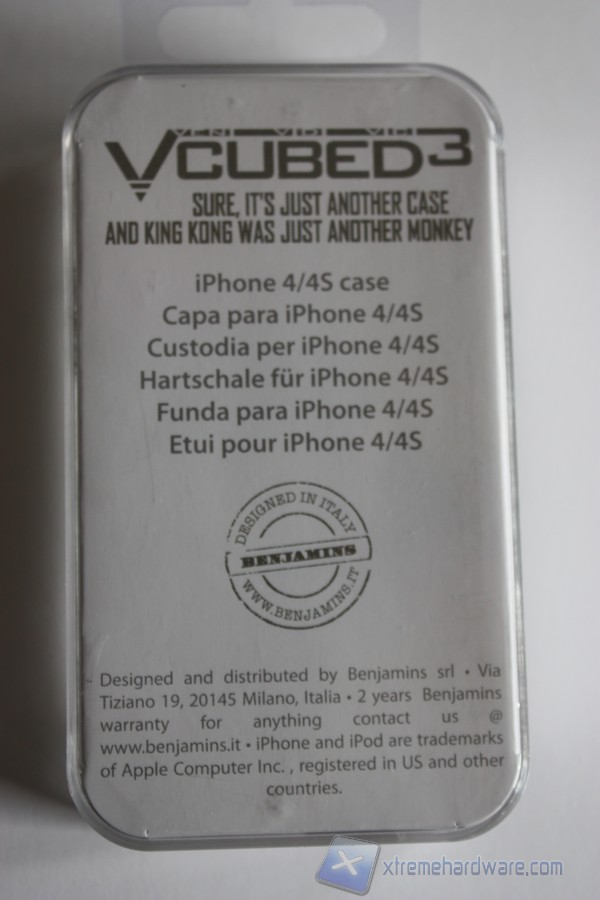 VENI VIDI VICI
VCUBED3
SURE, IT'S JUST ANOTHER CASE
AND KING KONG WAS JUST ANOTHER MONKEY
iPhone 4/4S case
Capa para iPhone 4/4S
Custodia per iPhone 4/4S
Hartschale für iPhone 4/4S
Funda para iPhone 4/4S
Etui pour iPhone 4/4S
DESIGNED IN ITALY
BENJAMINS
WWW.BENJAMINS.IT
Designed and distributed by Benjamins srl • Via
Tiziano 19, 20145 Milano, Italia • 2 years Benjamins
warranty for anything contact us @
www.benjamins.it • iPhone and iPod are trademarks
of Apple Computer Inc. , registered in US and other
countries.
xtremehardware.com